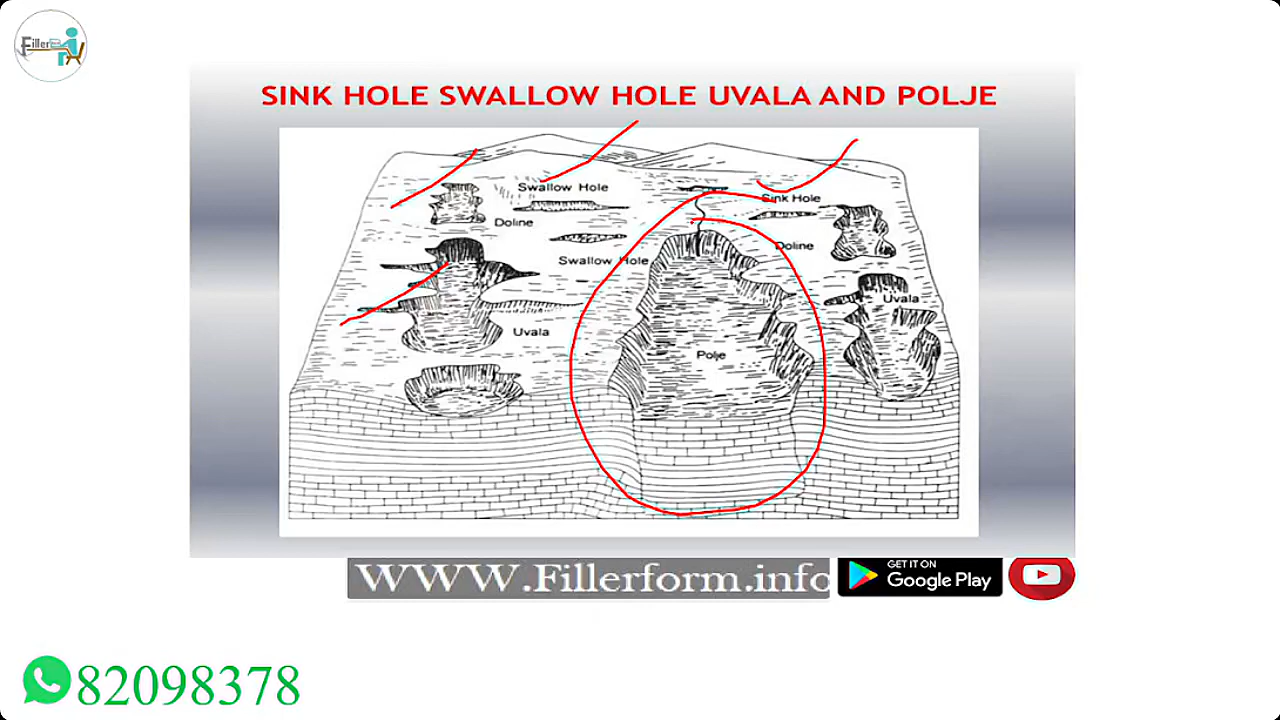 Filler
SINK HOLE SWALLOW HOLE UVALA AND POLJE
Swallow Hole
Sink Hole
Doline
Doline
Swallow Hole
Uvala
Uvala
Polje
WWW.Fillerform.info
GET IT ON
Google Play
82098378